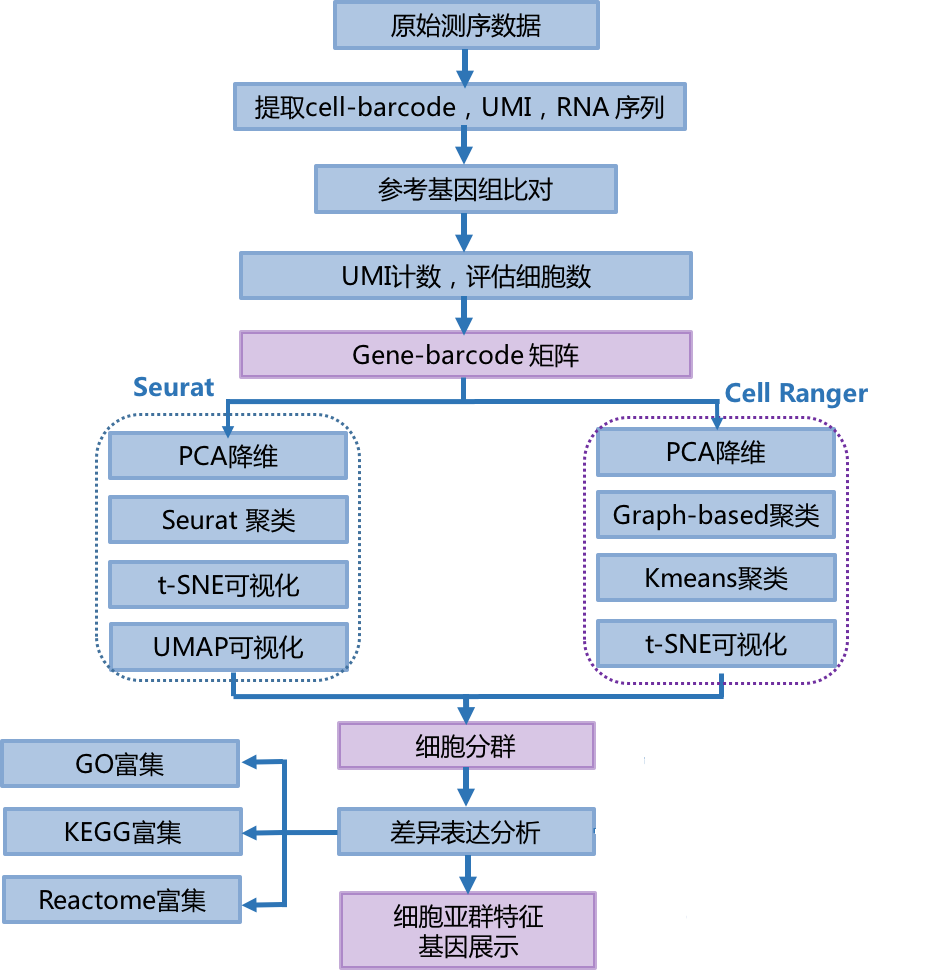 原始测序数据
提取cell-barcode，UMI，RNA 序列
参考基因组比对
UMI计数，评估细胞数
Gene-barcode 矩阵
Seurat
PCA降维
Seurat 聚类
t-SNE可视化
UMAP可视化
Cell Ranger
PCA降维
Graph-based聚类
Kmeans聚类
t-SNE可视化
细胞分群
差异表达分析
GO富集
KEGG富集
Reactome富集
细胞亚群特征
基因展示